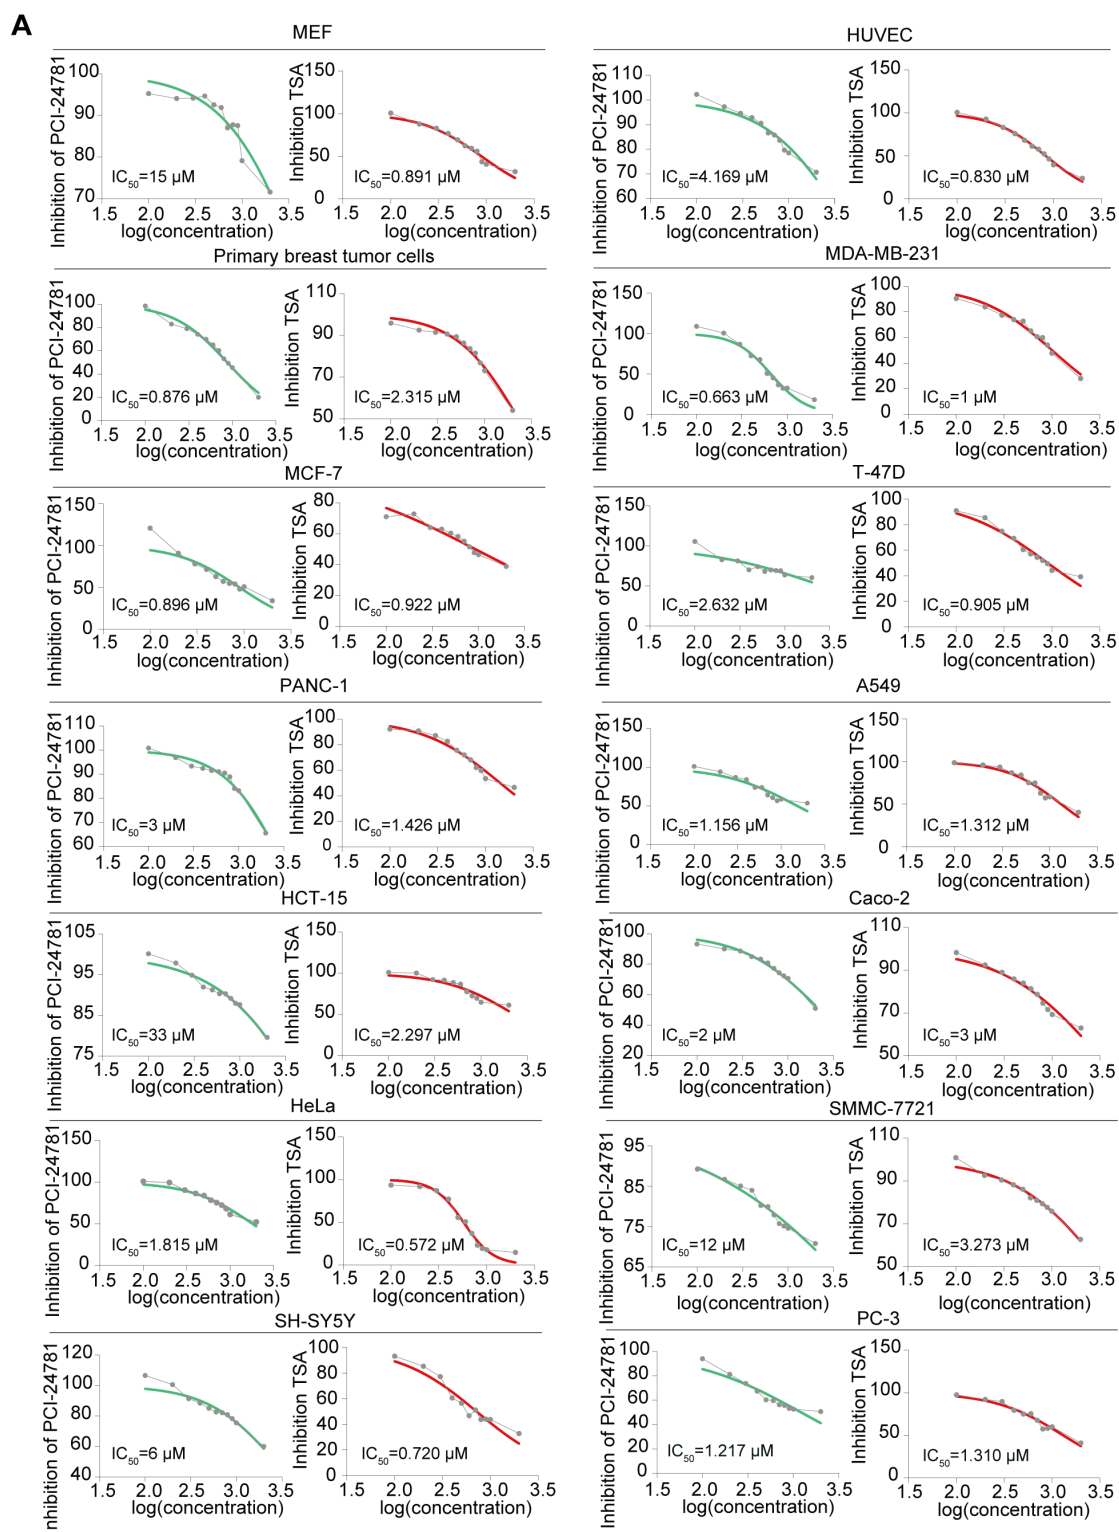 A
MEF
Inhibition of PCI-24781
100
90
80
70
IC50=15 μM
1.5 2.0 2.5 3.0 3.5
log(concentration)
Inhibition TSA
150
100
50
0
IC50=0.891 μM
1.5 2.0 2.5 3.0 3.5
log(concentration)
HUVEC
Inhibition of PCI-24781
110
100
90
80
70
60
IC50=4.169 μM
1.5 2.0 2.5 3.0 3.5
log(concentration)
Inhibition TSA
150
100
50
0
IC50=0.830 μM
1.5 2.0 2.5 3.0 3.5
log(concentration)
Primary breast tumor cells
Inhibition of PCI-24781
100
80
60
40
20
0
IC50=0.876 μM
1.5 2.0 2.5 3.0 3.5
log(concentration)
Inhibition TSA
110
90
70
50
IC50=2.315 μM
1.5 2.0 2.5 3.0 3.5
log(concentration)
MDA-MB-231
Inhibition of PCI-24781
150
100
50
0
IC50=0.663 μM
1.5 2.0 2.5 3.0 3.5
log(concentration)
Inhibition TSA
100
80
60
40
20
0
IC50=1 μM
1.5 2.0 2.5 3.0 3.5
log(concentration)
MCF-7
Inhibition of PCI-24781
150
100
50
0
IC50=0.896 μM
1.5 2.0 2.5 3.0 3.5
log(concentration)
Inhibition TSA
80
60
40
20
0
IC50=0.922 μM
1.5 2.0 2.5 3.0 3.5
log(concentration)
T-47D
Inhibition of PCI-24781
150
100
50
0
IC50=2.632 μM
1.5 2.0 2.5 3.0 3.5
log(concentration)
Inhibition TSA
100
80
60
40
20
0
IC50=0.905 μM
1.5 2.0 2.5 3.0 3.5
log(concentration)
PANC-1
Inhibition of PCI-24781
110
100
90
80
70
60
IC50=3 μM
1.5 2.0 2.5 3.0 3.5
log(concentration)
Inhibition TSA
100
80
60
40
20
0
IC50=1.426 μM
1.5 2.0 2.5 3.0 3.5
log(concentration)
A549
Inhibition of PCI-24781
150
100
50
0
IC50=1.156 μM
1.5 2.0 2.5 3.0 3.5
log(concentration)
Inhibition TSA
150
100
50
0
IC50=1.312 μM
1.5 2.0 2.5 3.0 3.5
log(concentration)
HCT-15
Inhibition of PCI-24781
105
95
85
75
IC50=33 μM
1.5 2.0 2.5 3.0 3.5
log(concentration)
Inhibition TSA
150
100
50
0
IC50=2.297 μM
1.5 2.0 2.5 3.0 3.5
log(concentration)
Caco-2
Inhibition of PCI-24781
100
80
60
40
20
IC50=2 μM
1.5 2.0 2.5 3.0 3.5
log(concentration)
Inhibition TSA
110
90
70
50
IC50=3 μM
1.5 2.0 2.5 3.0 3.5
log(concentration)
HeLa
Inhibition of PCI-24781
150
100
50
0
IC50=1.815 μM
1.5 2.0 2.5 3.0 3.5
log(concentration)
Inhibition TSA
150
100
50
0
IC50=0.572 μM
1.5 2.0 2.5 3.0 3.5
log(concentration)
SMMC-7721
Inhibition of PCI-24781
95
85
75
65
IC50=12 μM
1.5 2.0 2.5 3.0 3.5
log(concentration)
Inhibition TSA
110
90
70
50
IC50=3.273 μM
1.5 2.0 2.5 3.0 3.5
log(concentration)
SH-SY5Y
nhibition of PCI-24781
120
100
80
60
40
IC50=6 μM
1.5 2.0 2.5 3.0 3.5
log(concentration)
Inhibition TSA
100
80
60
40
20
0
IC50=0.720 μM
1.5 2.0 2.5 3.0 3.5
log(concentration)
PC-3
Inhibition of PCI-24781
100
80
60
40
20
0
IC50=1.217 μM
1.5 2.0 2.5 3.0 3.5
log(concentration)
Inhibition TSA
150
100
50
0
IC50=1.310 μM
1.5 2.0 2.5 3.0 3.5
log(concentration)